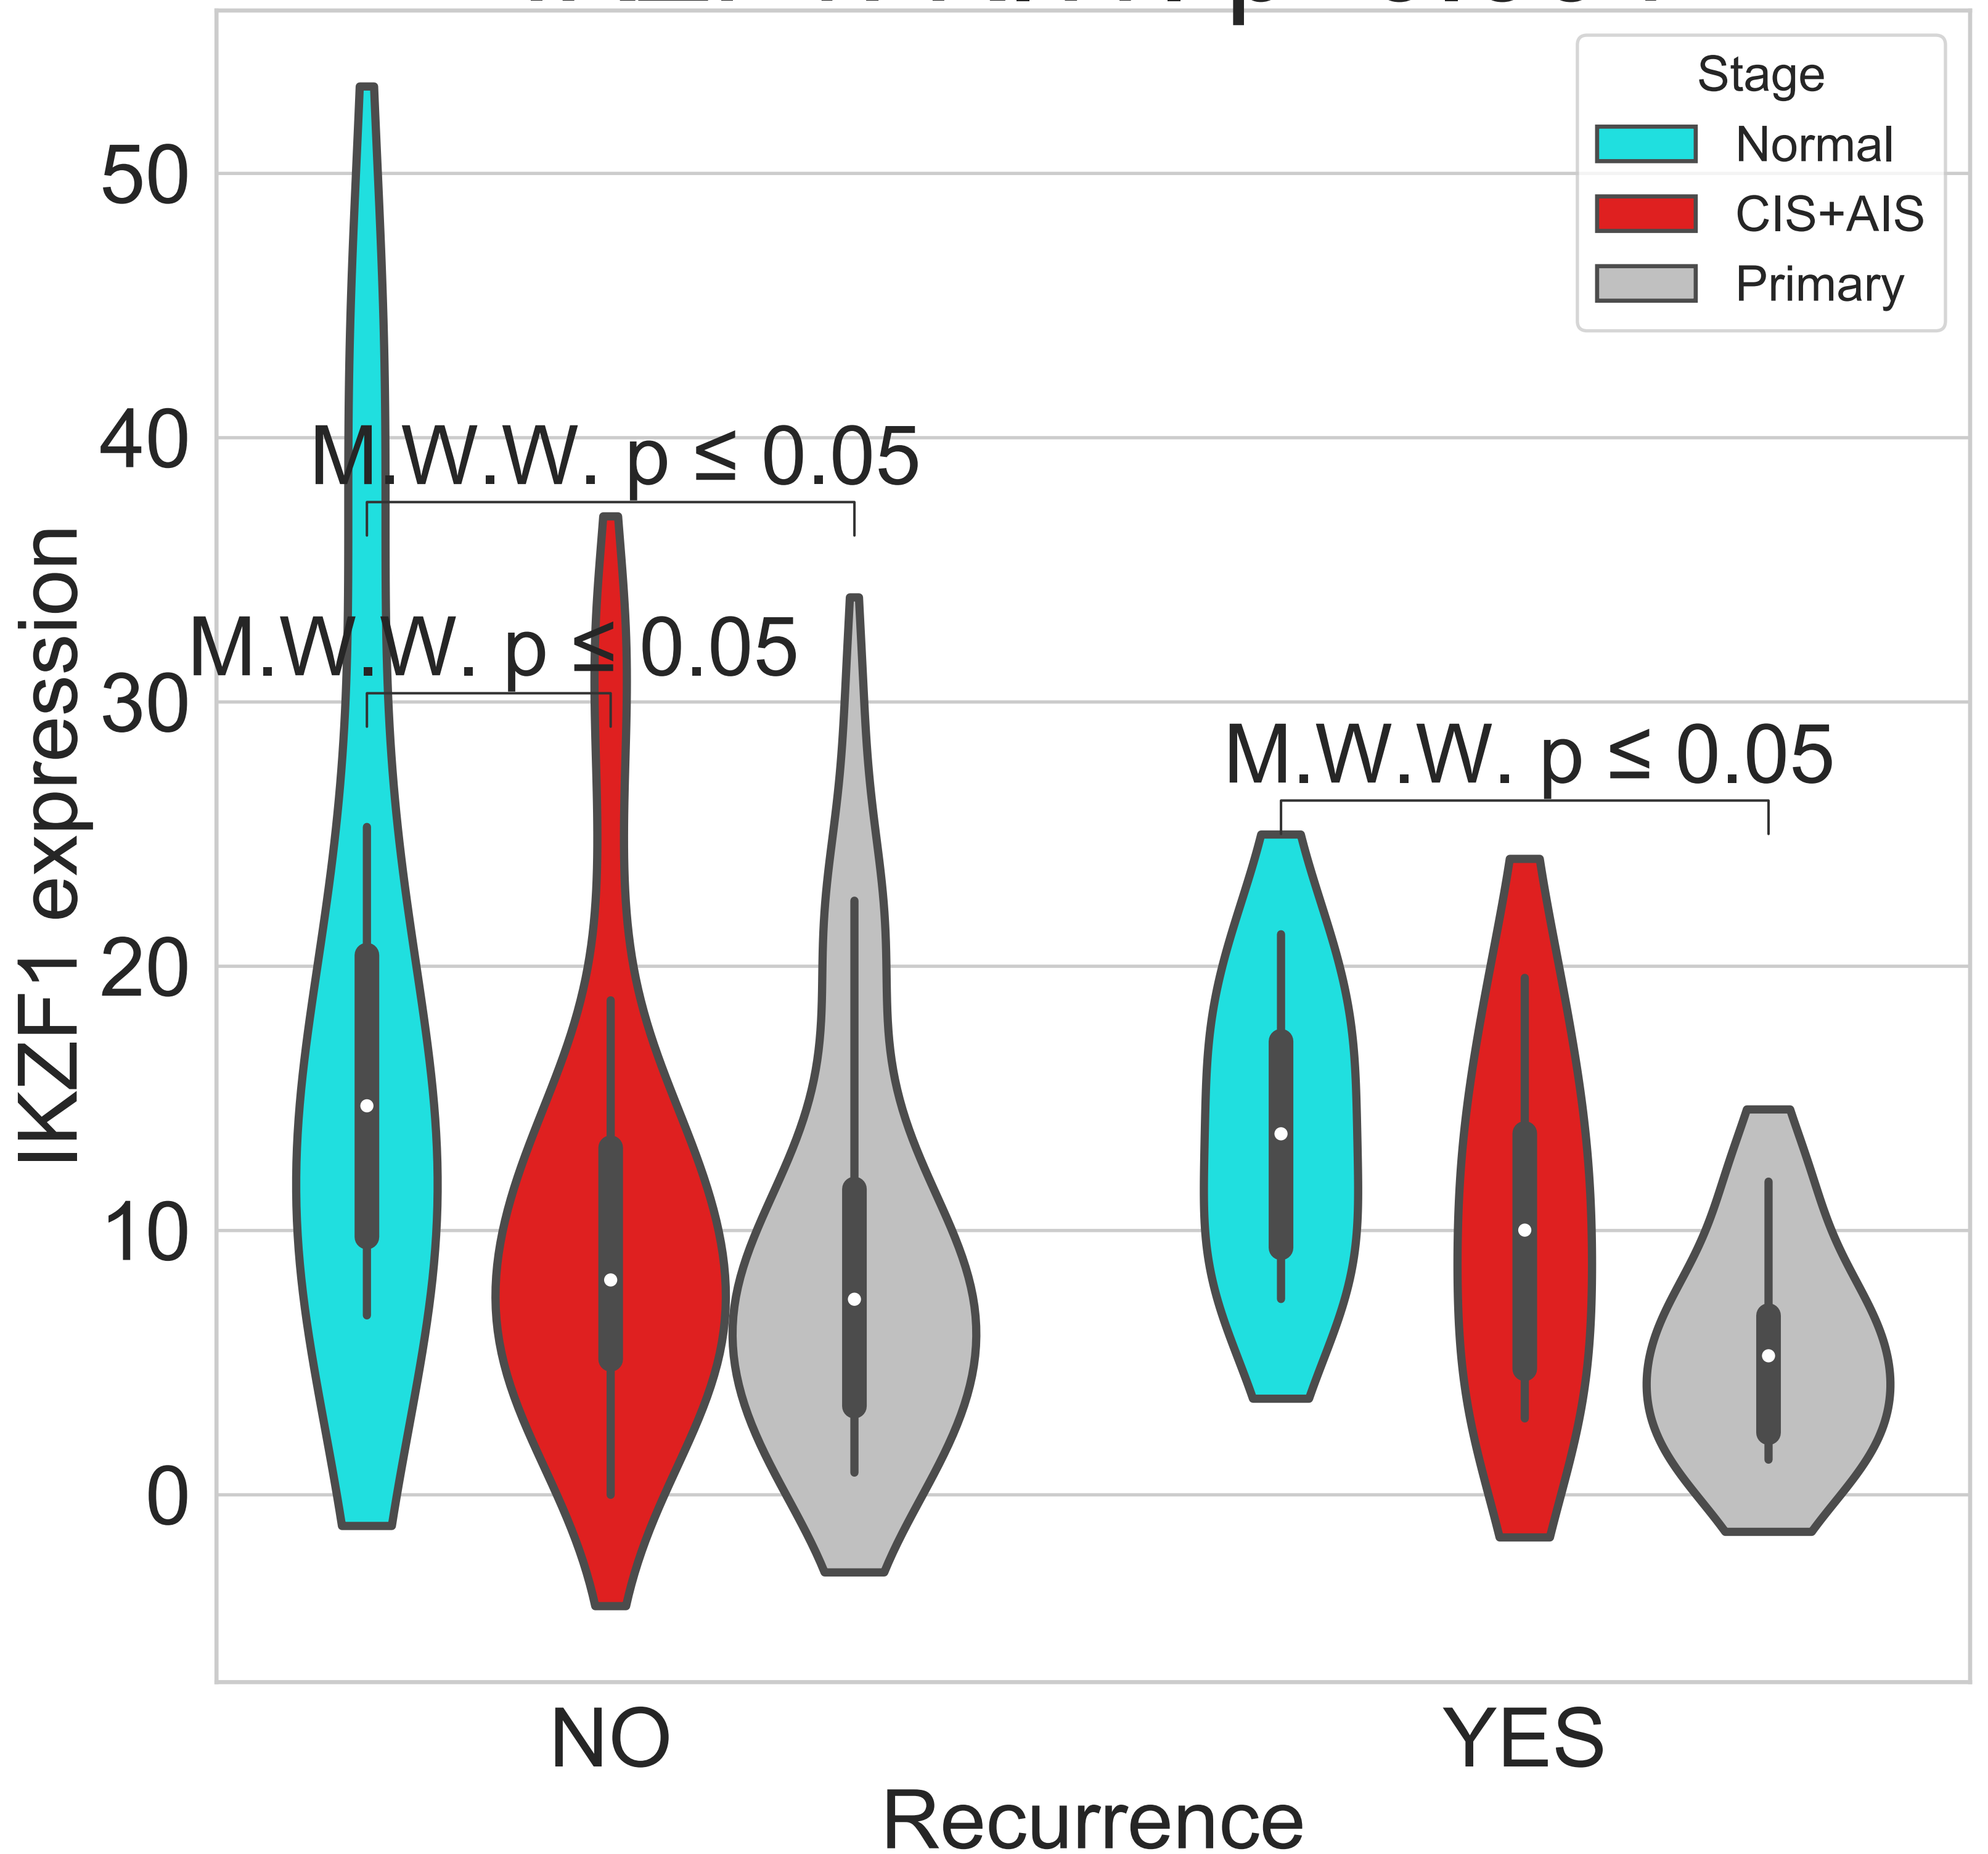 Stage
Normal
CIS+AIS
Primary
50
40
30
20
10
0
IKZF1 expression
M.W.W. p ≤ 0.05
M.W.W. p ≤ 0.05
M.W.W. p ≤ 0.05
NO
YES
Recurrence